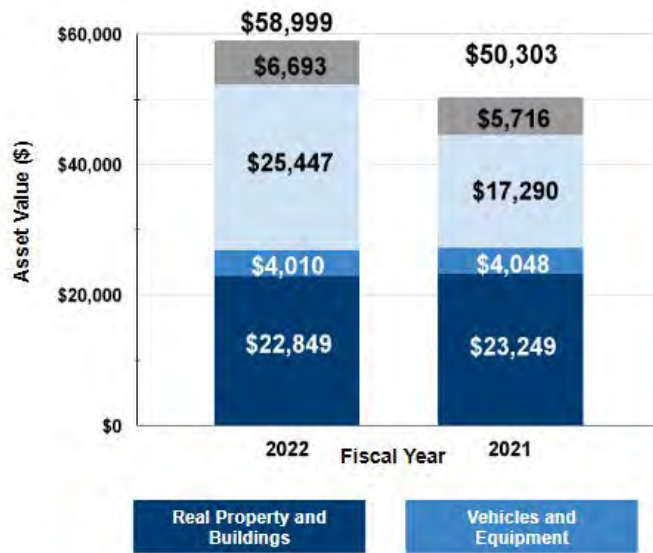 $58,999
$60,000
$50,303
$6,693
$5,716
$40,000
$25,447
$17,290
Asset Value ($)
$4,010
$4,048
$20,000
$22,849
$23,249
$0
2022
2021
Fiscal Year
Real Property and
Buildings
Vehicles and
Equipment